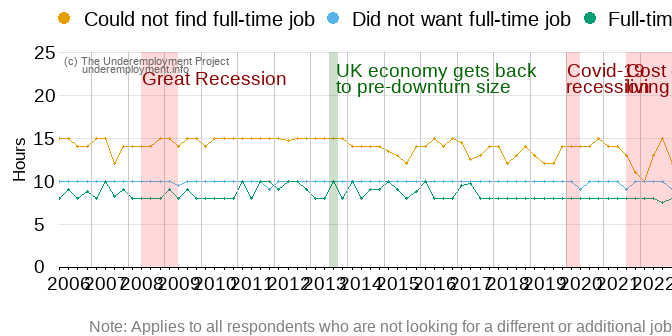 Could not find full-time job Did not want full-time job Full-tim
25
(c) The Underemployment Project
underemployment.info
Great Recession
UK economy gets back
to pre-downturn size
Covid-19
recession
Cost
living
20
15
Hours
10
5
0
2006 2007 2008 2009 2010 2011 2012 2013 2014 2015 2016 2017 2018 2019 2020 2021 2022
Note: Applies to all respondents who are not looking for a different or additional job